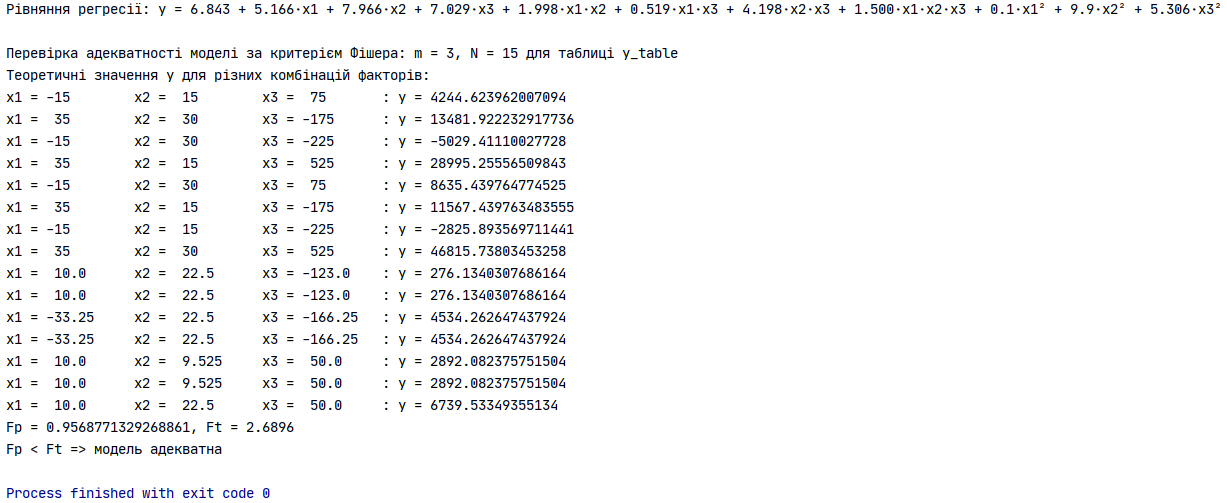 Рівняння регресії: y = 6.843 + 5.166·x1 + 7.966·x2 + 7.029·x3 + 1.998·x1·x2 + 0.519·x1·x3 + 4.198·x2·x3 + 1.500·x1·x2·x3 + 0.1·x1² + 9.9·x2² + 5.306·x3²
Перевірка адекватності моделі за критерієм Фішера: m = 3, N = 15 для таблиці y_table
Теоретичні значення y для різних комбінацій факторів:
x1 = -15 x2 = 15 x3 = 75 : y = 4244.623962007094
x1 = 35 x2 = 30 x3 = -175 : y = 13481.922232917736
x1 = -15 x2 = 30 x3 = -225 : y = -5029.41110027728
x1 = 35 x2 = 15 x3 = 525 : y = 28995.25556509843
x1 = -15 x2 = 30 x3 = 75 : y = 8635.439764774525
x1 = 35 x2 = 15 x3 = -175 : y = 11567.439763483555
x1 = -15 x2 = 15 x3 = -225 : y = -2825.893569711441
x1 = 35 x2 = 30 x3 = 525 : y = 46815.73803453258
x1 = 10.0 x2 = 22.5 x3 = -123.0 : y = 276.1340307686164
x1 = 10.0 x2 = 22.5 x3 = -123.0 : y = 276.1340307686164
x1 = -33.25 x2 = 22.5 x3 = -166.25 : y = 4534.262647437924
x1 = -33.25 x2 = 22.5 x3 = -166.25 : y = 4534.262647437924
x1 = 10.0 x2 = 9.525 x3 = 50.0 : y = 2892.082375751504
x1 = 10.0 x2 = 9.525 x3 = 50.0 : y = 2892.082375751504
x1 = 10.0 x2 = 22.5 x3 = 50.0 : y = 6739.53349355134
Fp = 0.9568771329268861, Ft = 2.6896
Fp < Ft => модель адекватна
Process finished with exit code 0